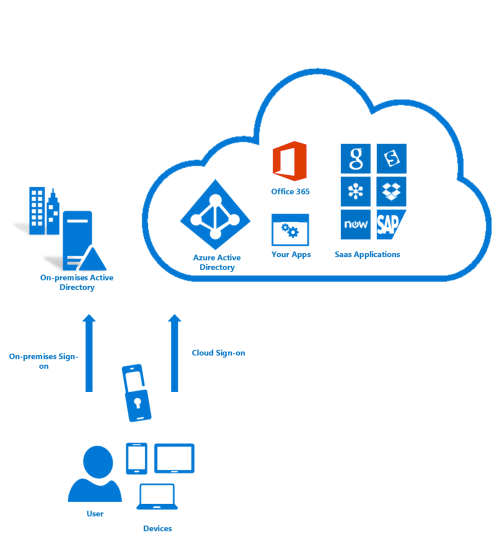 Office 365
g
now
SAP
Azure Active
Directory
Your Apps
Saas Applications
On-premises Active
Directory
On-premises Sign-
on
Cloud Sign-on
User
Devices